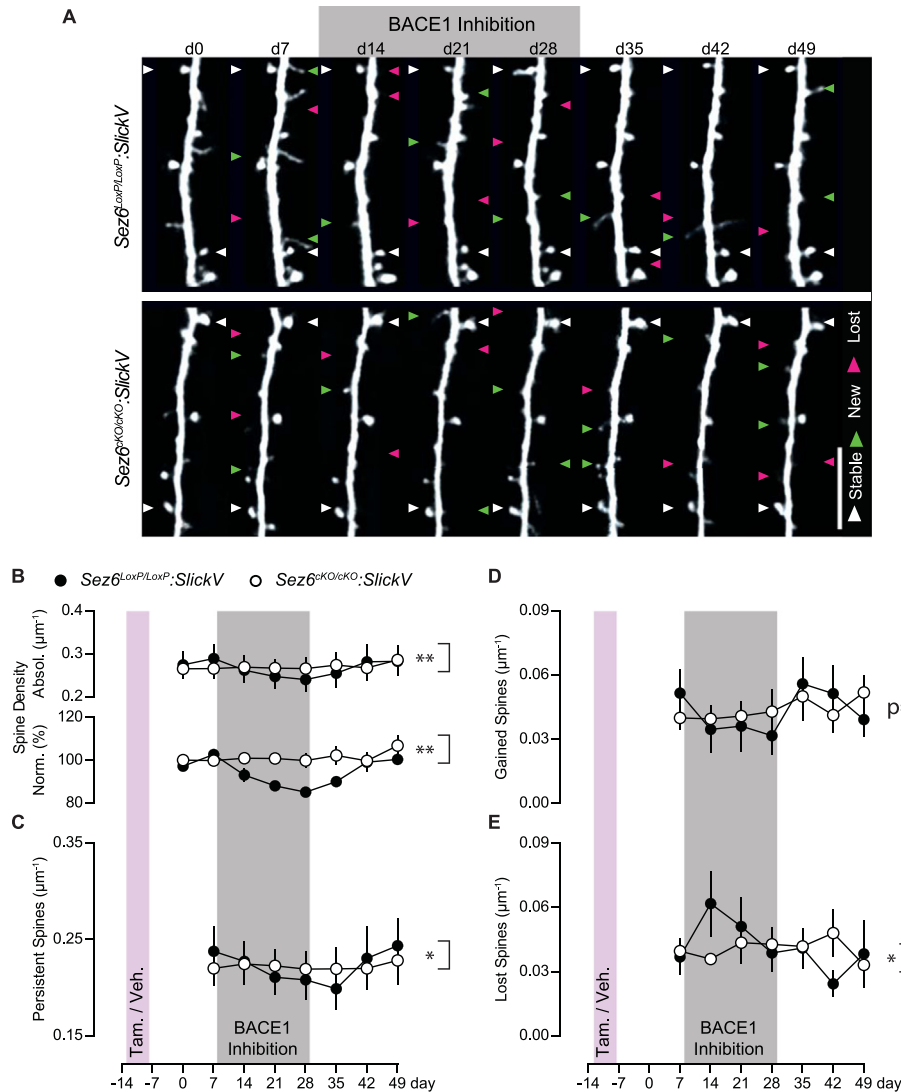 A
BACE1 Inhibition
d0 d7 d14 d21 d28 d35 d42 d49
Sez6LoxP/LoxP:SlickV
Sez6cKO/cKO:SlickV
Stable New Lost
B
Sez6LoxP/LoxP:SlickV Sez6cKO/cKO:SlickV
Spine Density
Absol. (µm-1)
0.4
0.3
0.2
**
Norm. (%)
120
100
80
**
C
Persistent Spines (µm-1)
0.35
0.25
0.15
*
Tam. / Veh.
BACE1
Inhibition
-14 -7 0 7 14 21 28 35 42 49 day
D
Gained Spines (µm-1)
0.09
0.06
0.03
0.00
p
E
Lost Spines (µm-1)
0.09
0.06
0.03
0.00
*
Tam. / Veh.
BACE1
Inhibition
-14 -7 0 7 14 21 28 35 42 49 day